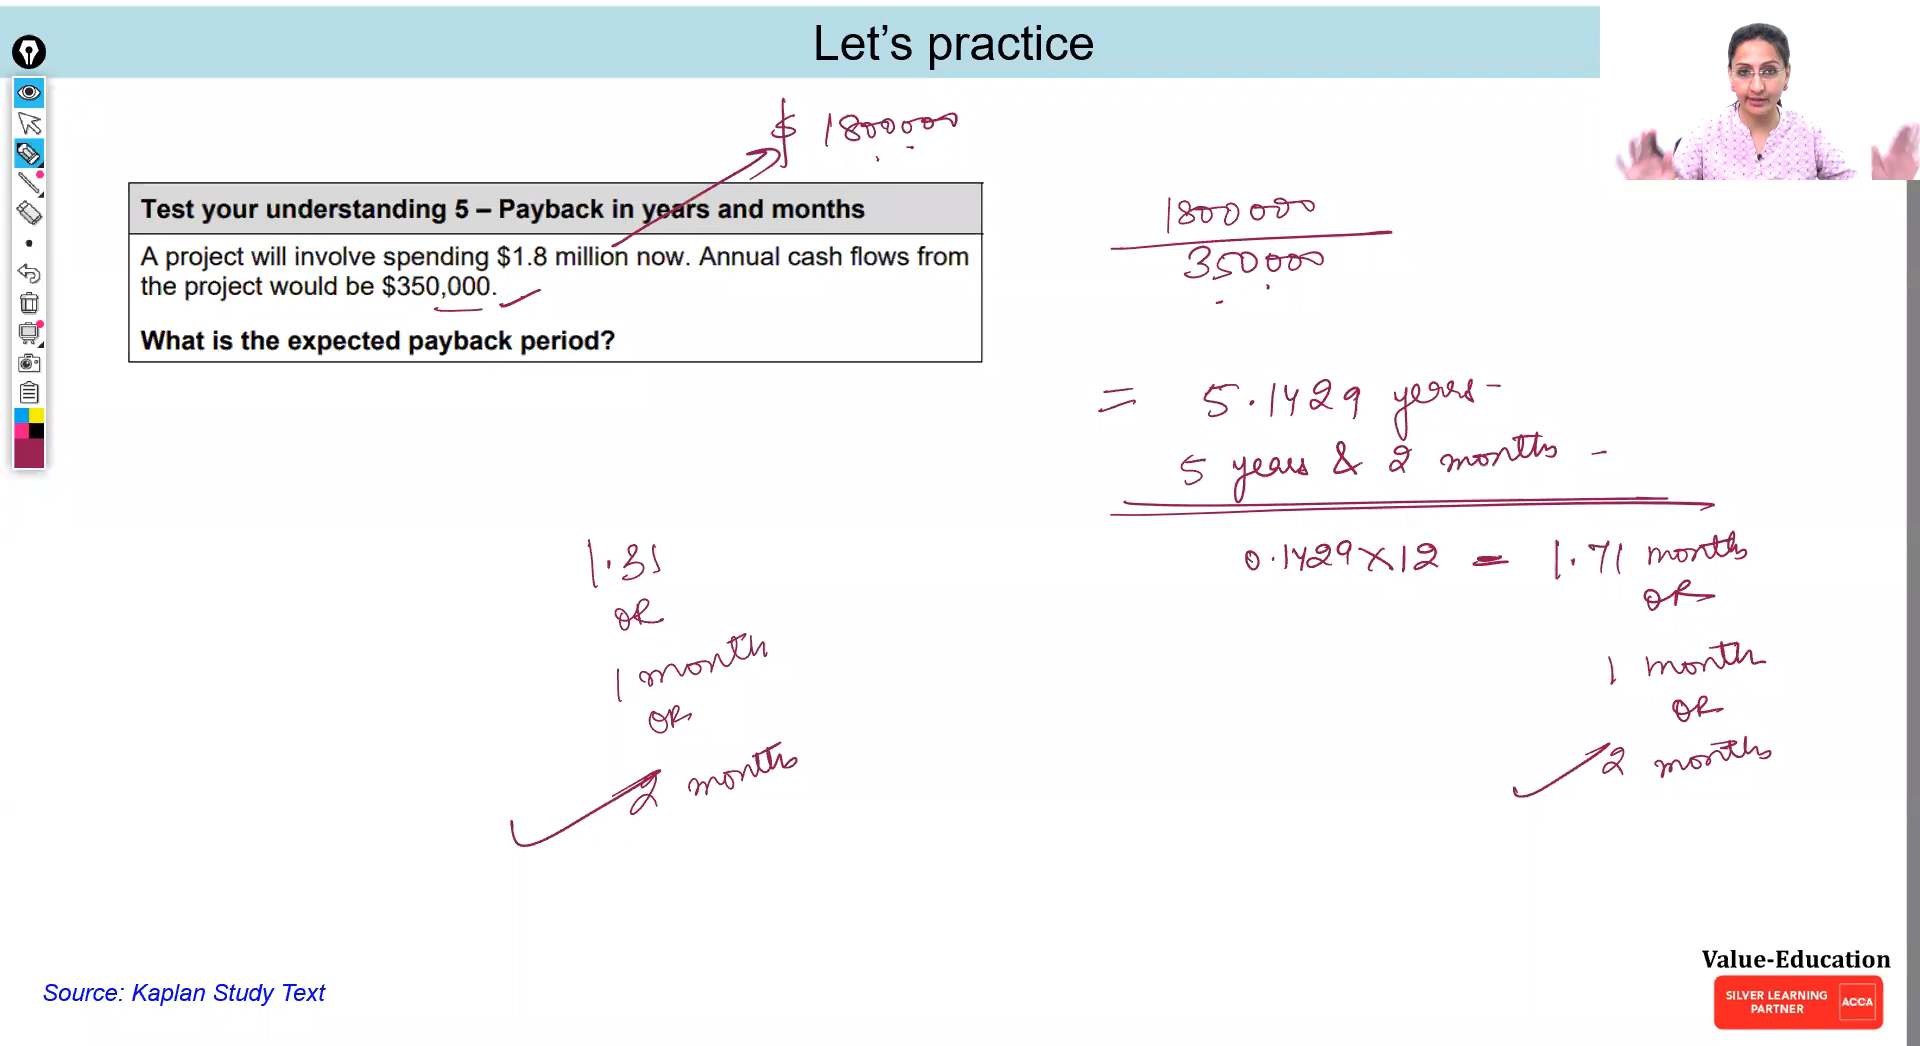 Let's practice
$ 1800000
Test your understanding 5 – Payback in years and months
A project will involve spending $1.8 million now. Annual cash flows from
the project would be $350,000.
What is the expected payback period?
1800000
350000
= 5.1429 years
5 years & 2 months
0.1429 X 12 = 1.71 months
OR
1 month
OR
2 months
1.31
OR
1 month
OR
2 months
Source: Kaplan Study Text
Value-Education
SILVER LEARNING
PARTNER
ACCA